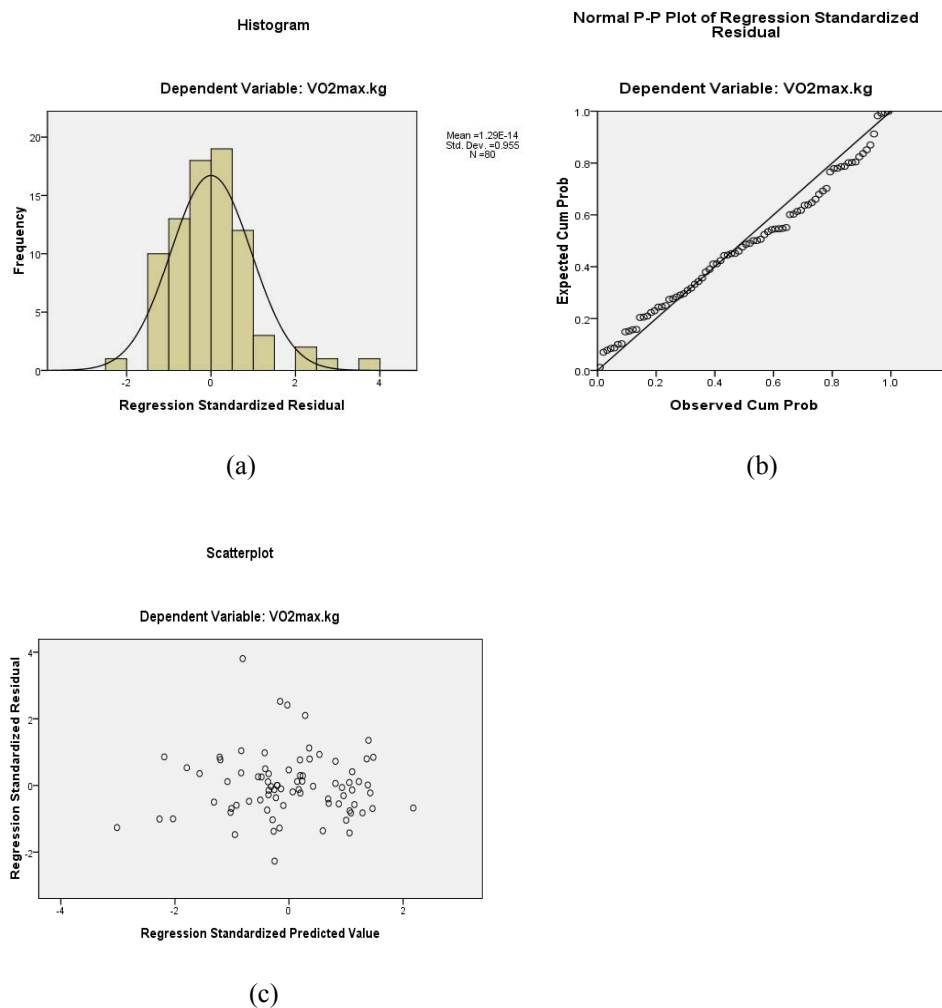 Histogram
Dependent Variable: VO2max.kg
Mean =1.29E-14
Std. Dev. =0.955
N =80
Frequency
20
15
10
5
0
-2
0
2
4
Regression Standardized Residual
(a)
Normal P-P Plot of Regression Standardized
Residual
Dependent Variable: VO2max.kg
Expected Cum Prob
1.0
0.8
0.6
0.4
0.2
0.0
0.0
0.2
0.4
0.6
0.8
1.0
Observed Cum Prob
(b)
Scatterplot
Dependent Variable: VO2max.kg
Regression Standardized Residual
4
2
0
-2
-4
-2
0
2
Regression Standardized Predicted Value
(c)